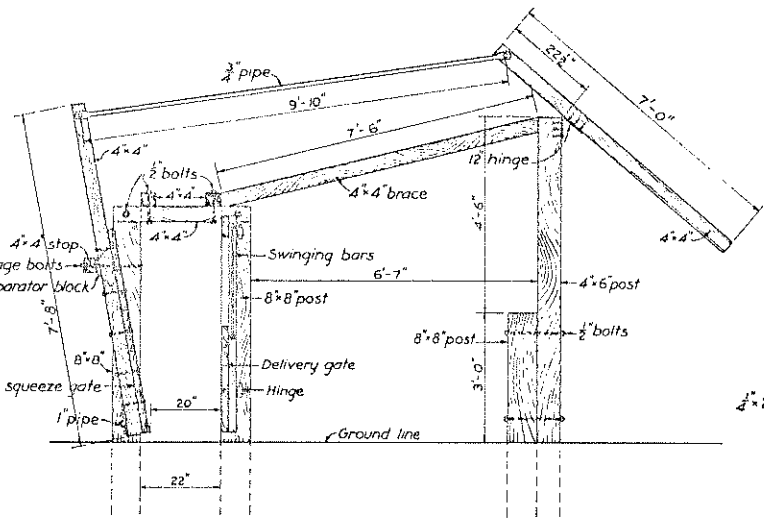 3/4" pipe
9'-10"
22 1/2"
7'-0"
7'-6"
12" hinge
4"×4"
1/2" bolts
4"×4"
4"×4" brace
4"×4"
4'-6"
4"×4"
4"×4" stop
age bolts
parator block
7'-8"
Swinging bars
6'-7"
4"×6" post
8"×8" post
8"×8" post
1/2" bolts
3'-0"
8"×8"
squeeze gate
Delivery gate
Hinge
1" pipe
20"
Ground line
22"